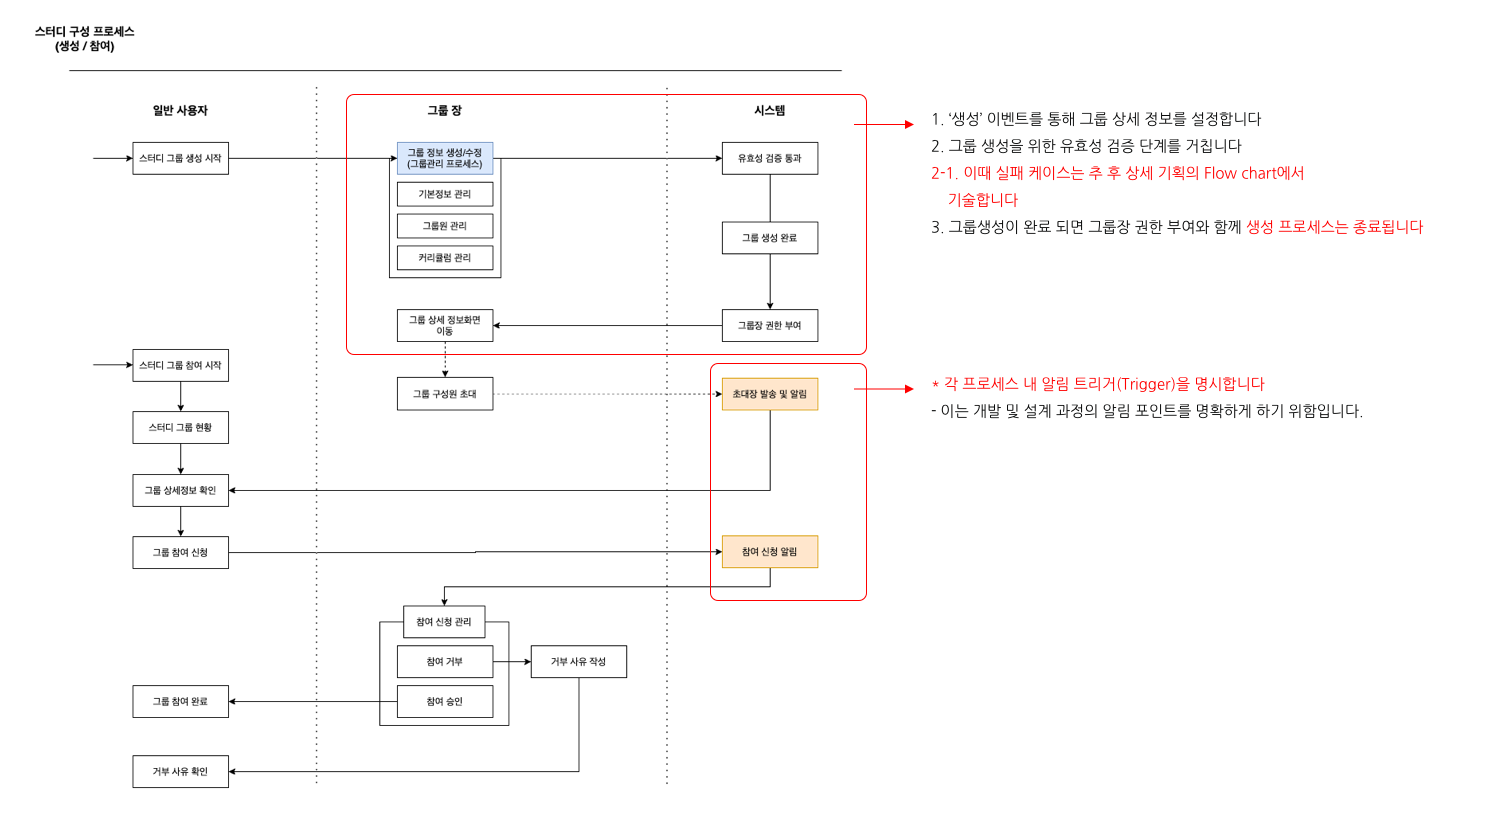 스터디 구성 프로세스
(생성 / 참여)
일반 사용자
그룹 장
시스템
스터디 그룹 생성 시작
그룹 정보 생성/수정
(그룹관리 프로세스)
유효성 검증 통과
기본정보 관리
그룹원 관리
그룹 생성 완료
커리큘럼 관리
그룹 상세 정보화면
이동
그룹장 권한 부여
스터디 그룹 참여 시작
그룹 구성원 초대
초대장 발송 및 알림
스터디 그룹 현황
그룹 상세정보 확인
그룹 참여 신청
참여 신청 알림
참여 신청 관리
참여 거부
거부 사유 작성
그룹 참여 완료
참여 승인
거부 사유 확인
1. ‘생성’ 이벤트를 통해 그룹 상세 정보를 설정합니다
2. 그룹 생성을 위한 유효성 검증 단계를 거칩니다
2-1. 이때 실패 케이스는 추 후 상세 기획의 Flow chart에서
기술합니다
3. 그룹생성이 완료 되면 그룹장 권한 부여와 함께 생성 프로세스는 종료됩니다
* 각 프로세스 내 알림 트리거(Trigger)을 명시합니다
- 이는 개발 및 설계 과정의 알림 포인트를 명확하게 하기 위함입니다.